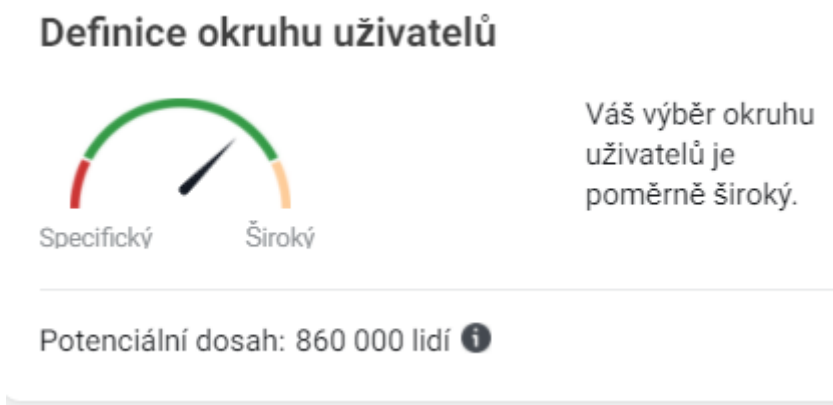 Definice okruhu uživatelů
Váš výběr okruhu
uživatelů je
poměrně široký.
Specifický
Široký
Potenciální dosah: 860 000 lidí